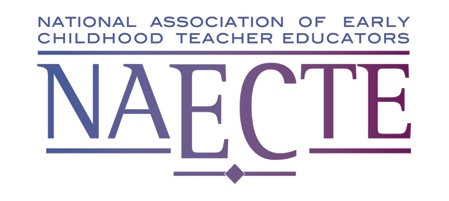 NATIONAL ASSOCIATION OF EARLY
CHILDHOOD TEACHER EDUCATORS
NAECTE